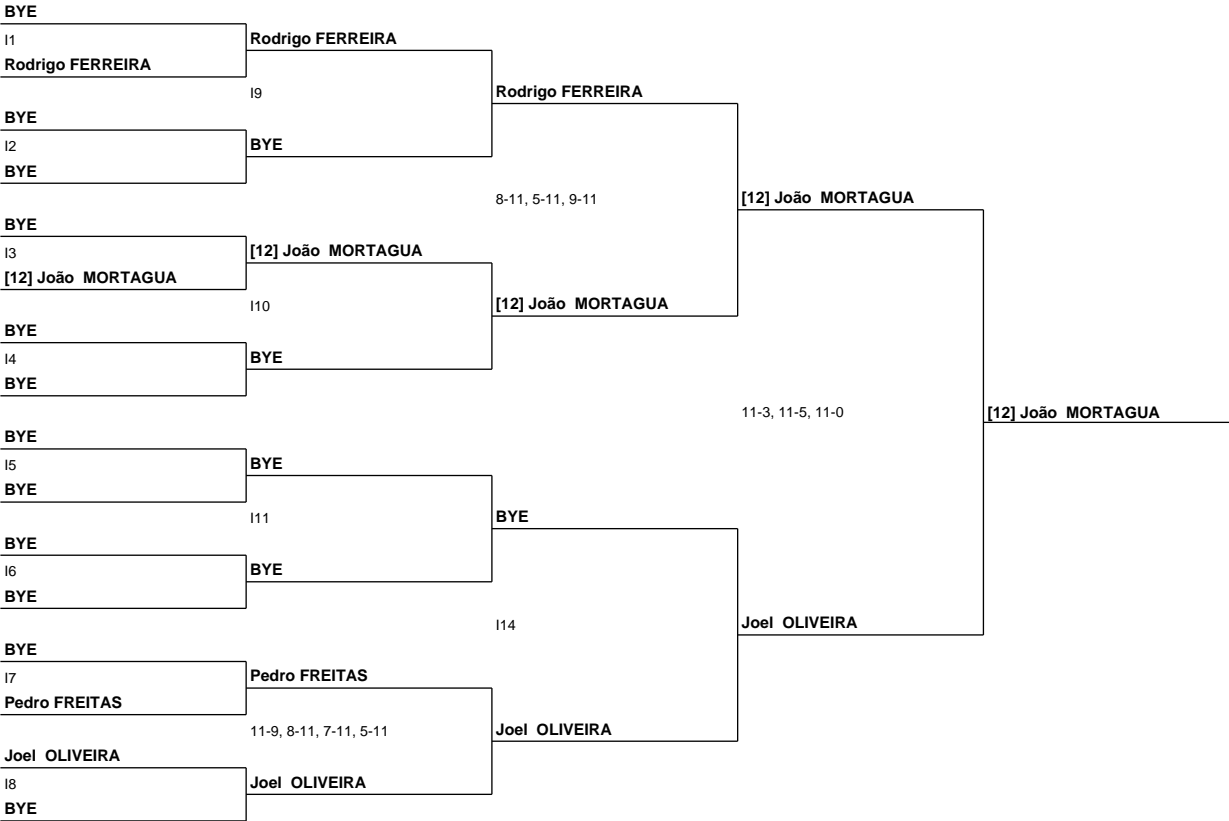 BYE
I1
Rodrigo FERREIRA
Rodrigo FERREIRA
I9
Rodrigo FERREIRA
BYE
I2
BYE
BYE
8-11, 5-11, 9-11
[12] João  MORTAGUA
BYE
I3
[12] João  MORTAGUA
[12] João  MORTAGUA
I10
[12] João  MORTAGUA
BYE
I4
BYE
BYE
11-3, 11-5, 11-0
[12] João  MORTAGUA
BYE
I5
BYE
BYE
I11
BYE
BYE
I6
BYE
BYE
I14
Joel  OLIVEIRA
BYE
I7
Pedro FREITAS
Pedro FREITAS
11-9, 8-11, 7-11, 5-11
Joel  OLIVEIRA
Joel  OLIVEIRA
I8
BYE
Joel  OLIVEIRA